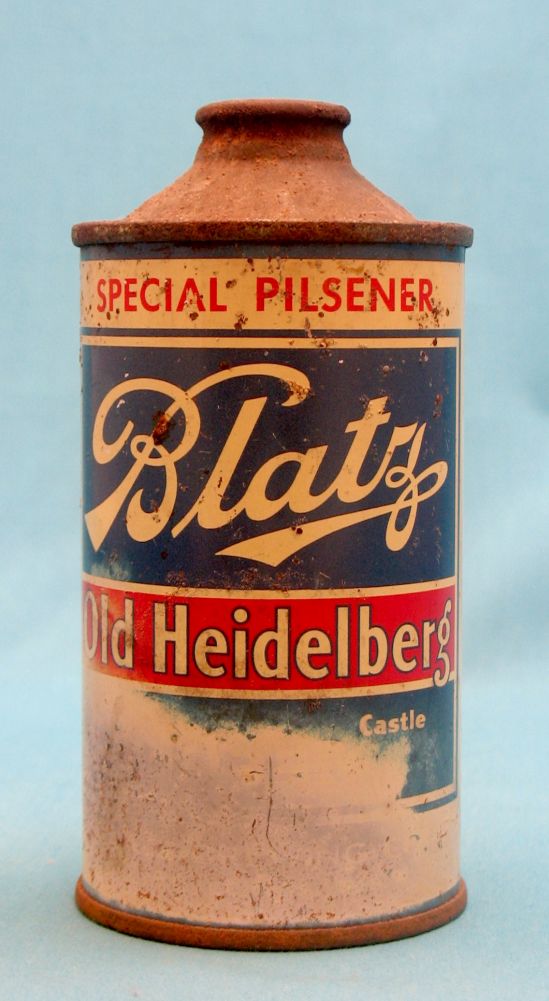 SPECIAL PILSENER
Blatz
Old Heidelberg
Castle